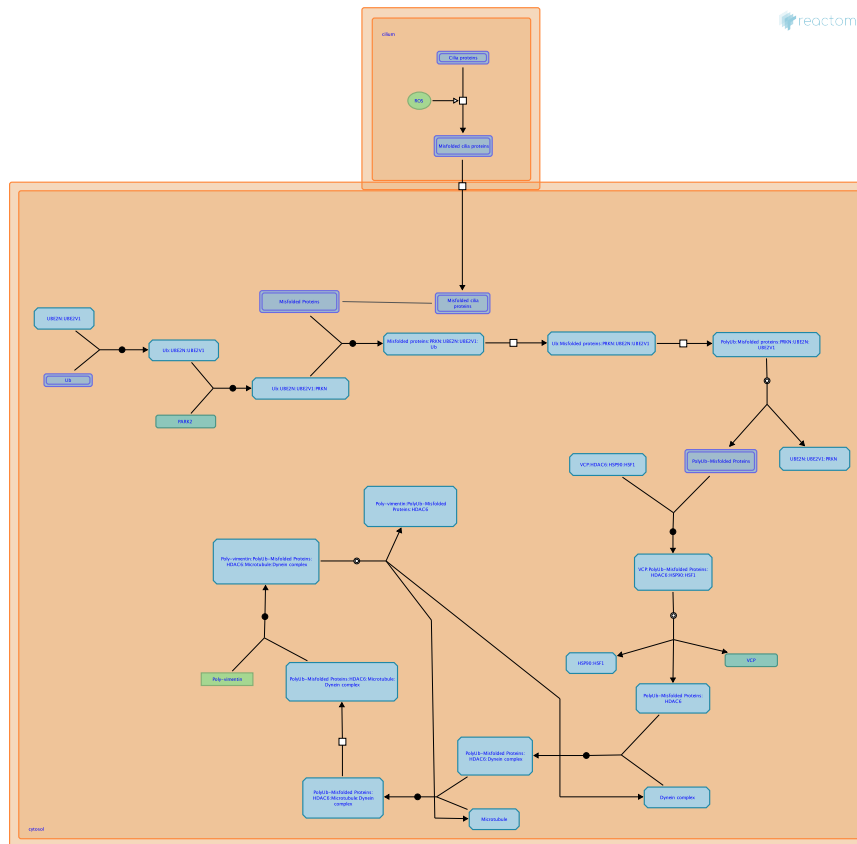 reactom
cilium
Cilia proteins
ROS
Misfolded cilia proteins
Misfolded Proteins
Misfolded cilia
proteins
UBE2N:UBE2V1
Ub
Ub:UBE2N:UBE2V1
PARK2
Ub:UBE2N:UBE2V1:PRKN
Misfolded proteins:PRKN:UBE2N:UBE2V1:
Ub
Ub:Misfolded proteins:PRKN:UBE2N:UBE2V1
PolyUb-Misfolded proteins:PRKN:UBE2N:
UBE2V1
VCP:HDAC6:HSP90:HSF1
PolyUb-Misfolded Proteins
UBE2N:UBE2V1:PRKN
Poly-vimentin:PolyUb-Misfolded
Proteins:HDAC6
Poly-vimentin:PolyUb-Misfolded Proteins:
HDAC6:Microtubule:Dynein complex
VCP:PolyUb-Misfolded Proteins:
HDAC6:HSP90:HSF1
HSP90:HSF1
VCP
Poly-vimentin
PolyUb-Misfolded Proteins:HDAC6:Microtubule:
Dynein complex
PolyUb-Misfolded Proteins:
HDAC6
PolyUb-Misfolded Proteins:
HDAC6:Dynein complex
PolyUb-Misfolded Proteins:
HDAC6:Microtubule:Dynein
complex
Dynein complex
Microtubule
cytosol